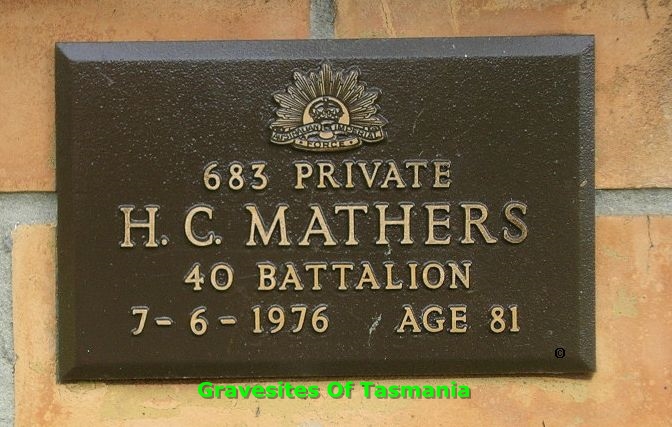 AUSTRALIAN IMPERIAL
FORCE
683 PRIVATE
H. C. MATHERS
40 BATTALION
7-6-1976 AGE 81
©
Gravesites Of Tasmania